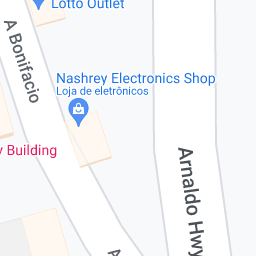 Lotto Outlet
A Bonifacio
Nashrey Electronics Shop
Loja de eletrônicos
Building
Arnaldo Hwy
A